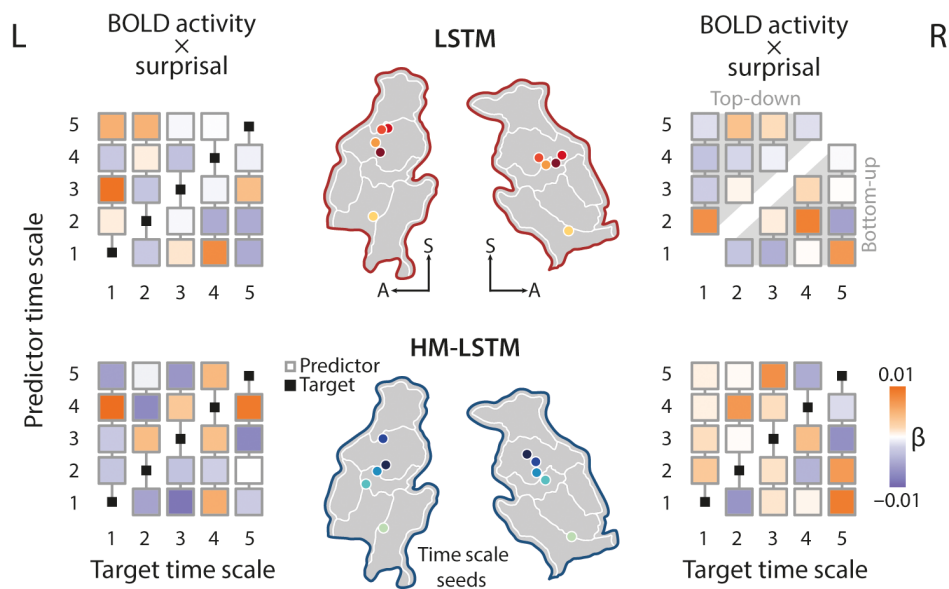 L
BOLD activity
×
surprisal
LSTM
BOLD activity
×
surprisal
R
Predictor time scale
5
4
3
2
1
1 2 3 4 5
S
A
S
A
Top-down
Bottom-up
5
4
3
2
1
1 2 3 4 5
HM-LSTM
Predictor
Target
5
4
3
2
1
1 2 3 4 5
Target time scale
Time scale
seeds
5
4
3
2
1
1 2 3 4 5
Target time scale
0.01
β
−0.01